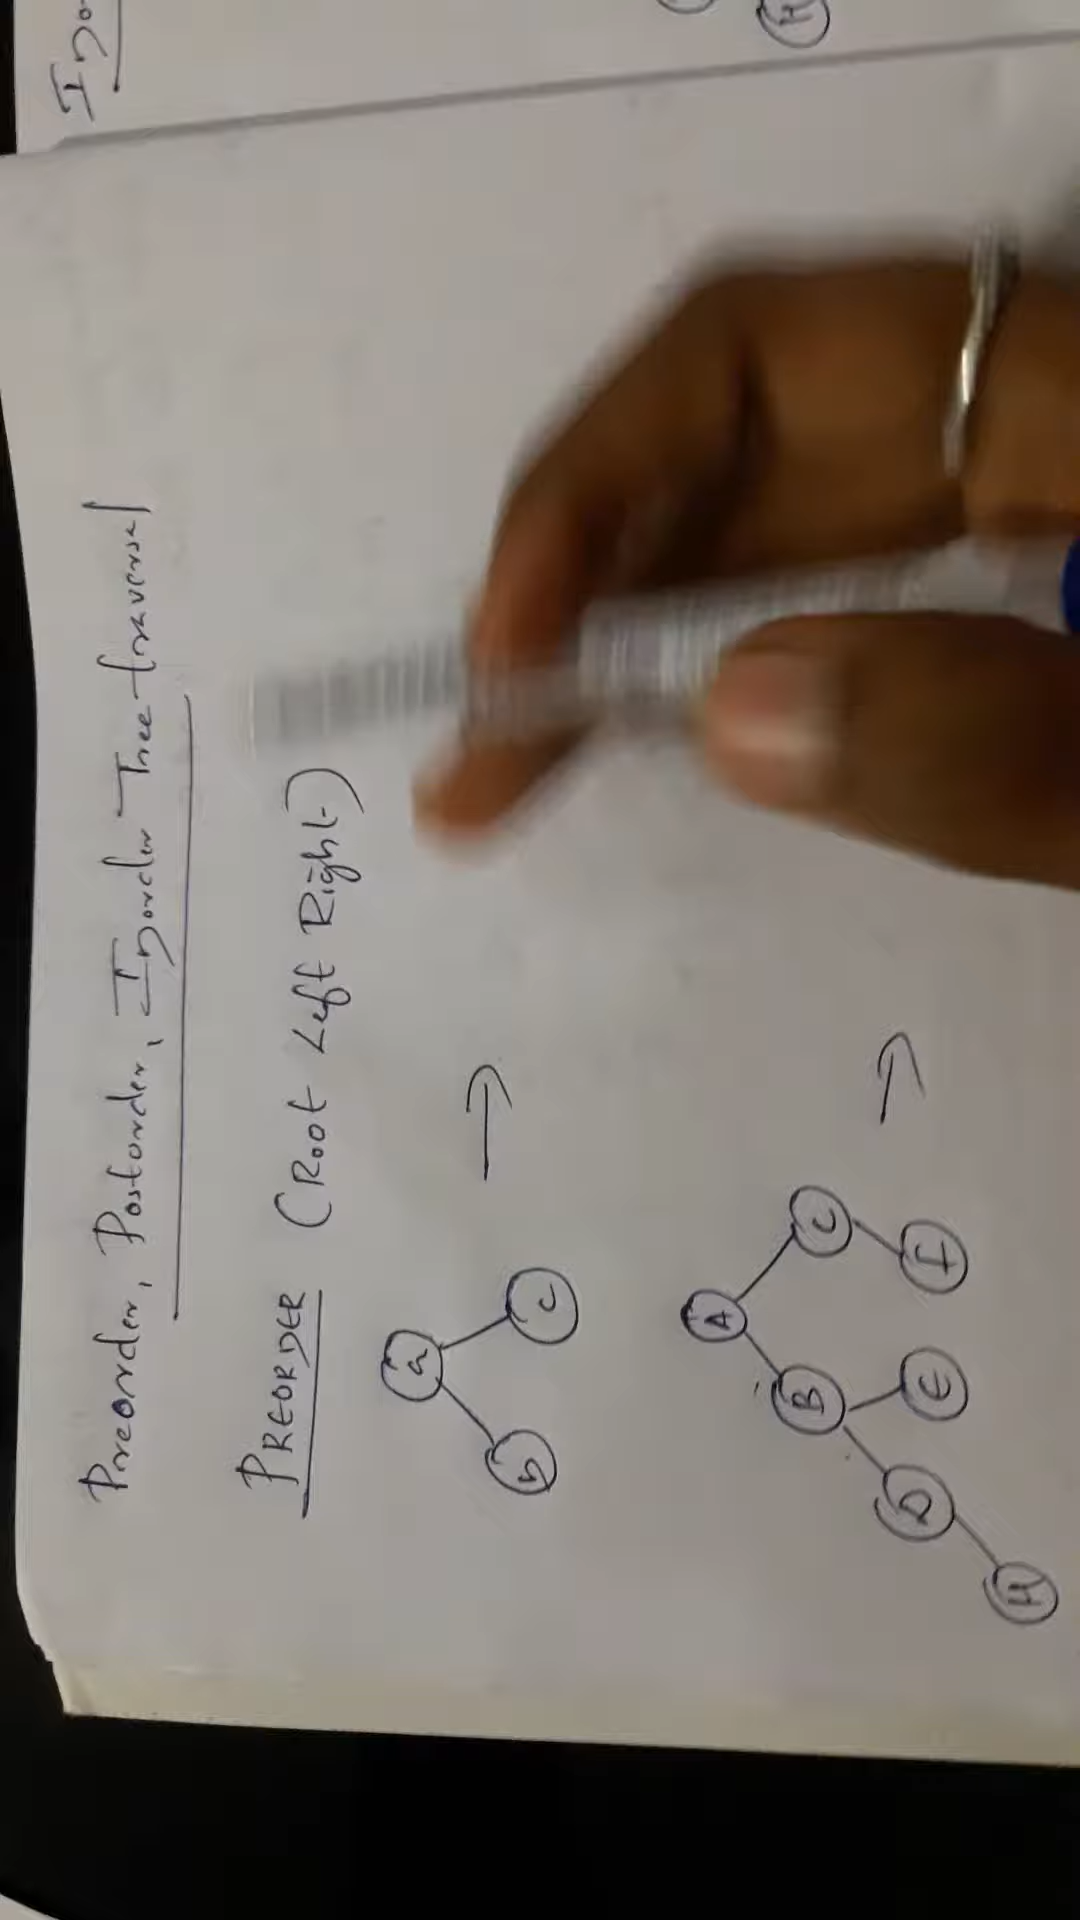 Preorder, Postorder, Inorder Tree traversal
PREORDER (Root Left Right)
a →
b c
A
B C →
D E F
H